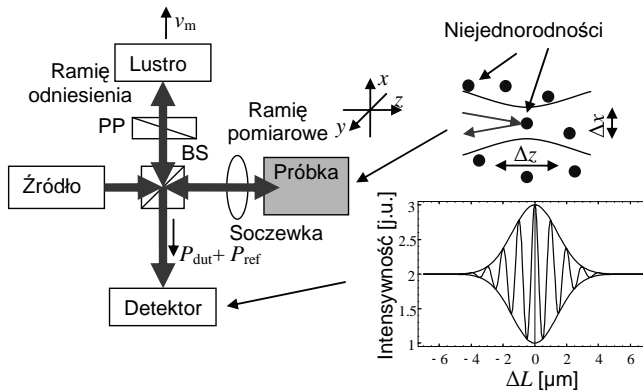 v_m
Lustro
Ramię
odniesienia
PP
BS
Źródło
Ramię
pomiarowe
Próbka
Soczewka
P_dut + P_ref
Detektor
x
z
y
Niejednorodności
Δx
Δz
Intensywność [j.u.]
3
2.5
2
1.5
1
- 6
- 4
- 2
0
2
4
6
ΔL [μm]